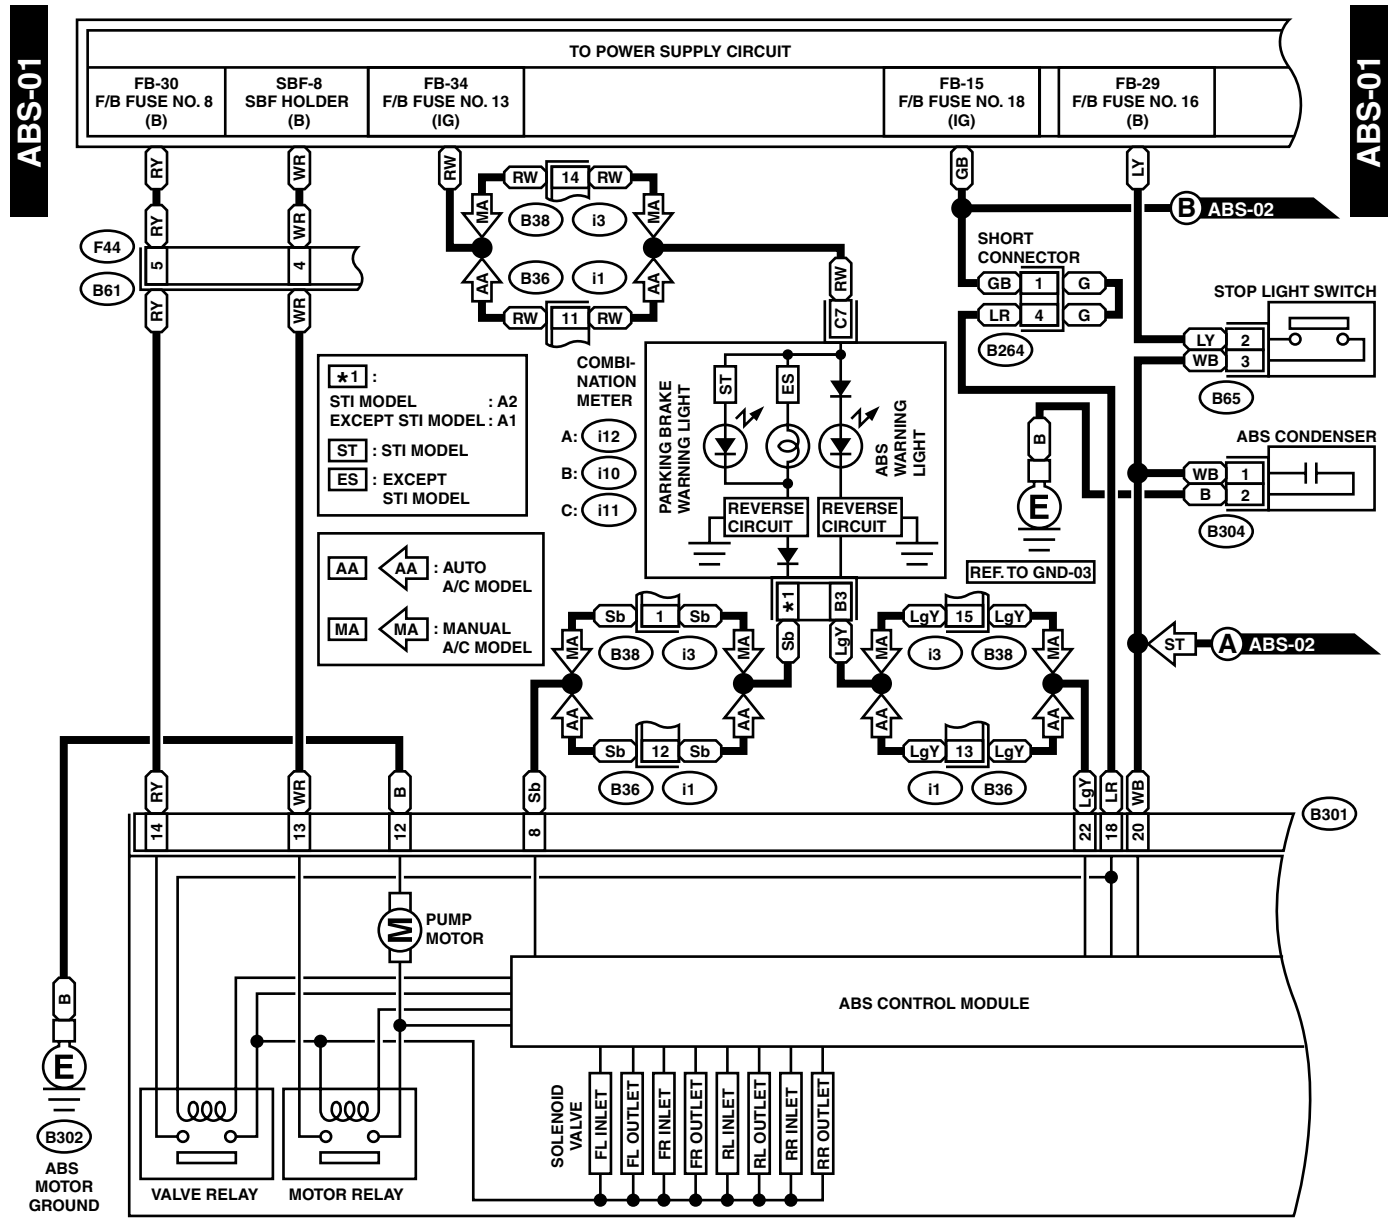 ABS-01
ABS-01
TO POWER SUPPLY CIRCUIT
FB-30
F/B FUSE NO. 8
(B)
SBF-8
SBF HOLDER
(B)
FB-34
F/B FUSE NO. 13
(IG)
FB-15
F/B FUSE NO. 18
(IG)
FB-29
F/B FUSE NO. 16
(B)
RY
WR
RW
GB
LY
RW 14 RW
MA
MA
B38
i3
B ABS-02
RY
WR
F44
5
4
B61
RY
WR
AA
AA
B36
i1
RW 11 RW
RW
C7
SHORT
CONNECTOR
GB 1 G
LR 4 G
B264
STOP LIGHT SWITCH
LY 2
WB 3
B65
*1 :
STI MODEL : A2
EXCEPT STI MODEL : A1
ST : STI MODEL
ES : EXCEPT
STI MODEL
COMBI-
NATION
METER
A: i12
B: i10
C: i11
PARKING BRAKE
WARNING LIGHT
ST
ES
ABS
WARNING
LIGHT
REVERSE
CIRCUIT
REVERSE
CIRCUIT
B
E
REF. TO GND-03
ABS CONDENSER
WB 1
B 2
B304
AA AA : AUTO
A/C MODEL
MA MA : MANUAL
A/C MODEL
*1
B3
Sb
LgY
Sb 1 Sb
MA
MA
B38
i3
AA
AA
Sb 12 Sb
B36
i1
LgY 15 LgY
MA
MA
i3
B38
AA
AA
LgY 13 LgY
i1
B36
ST A ABS-02
RY
WR
B
Sb
LgY
LR
WB
B301
14
13
12
8
22
18
20
M
PUMP
MOTOR
ABS CONTROL MODULE
B
E
B302
ABS
MOTOR
GROUND
VALVE RELAY
MOTOR RELAY
SOLENOID
VALVE
FL INLET
FL OUTLET
FR INLET
FR OUTLET
RL INLET
RL OUTLET
RR INLET
RR OUTLET